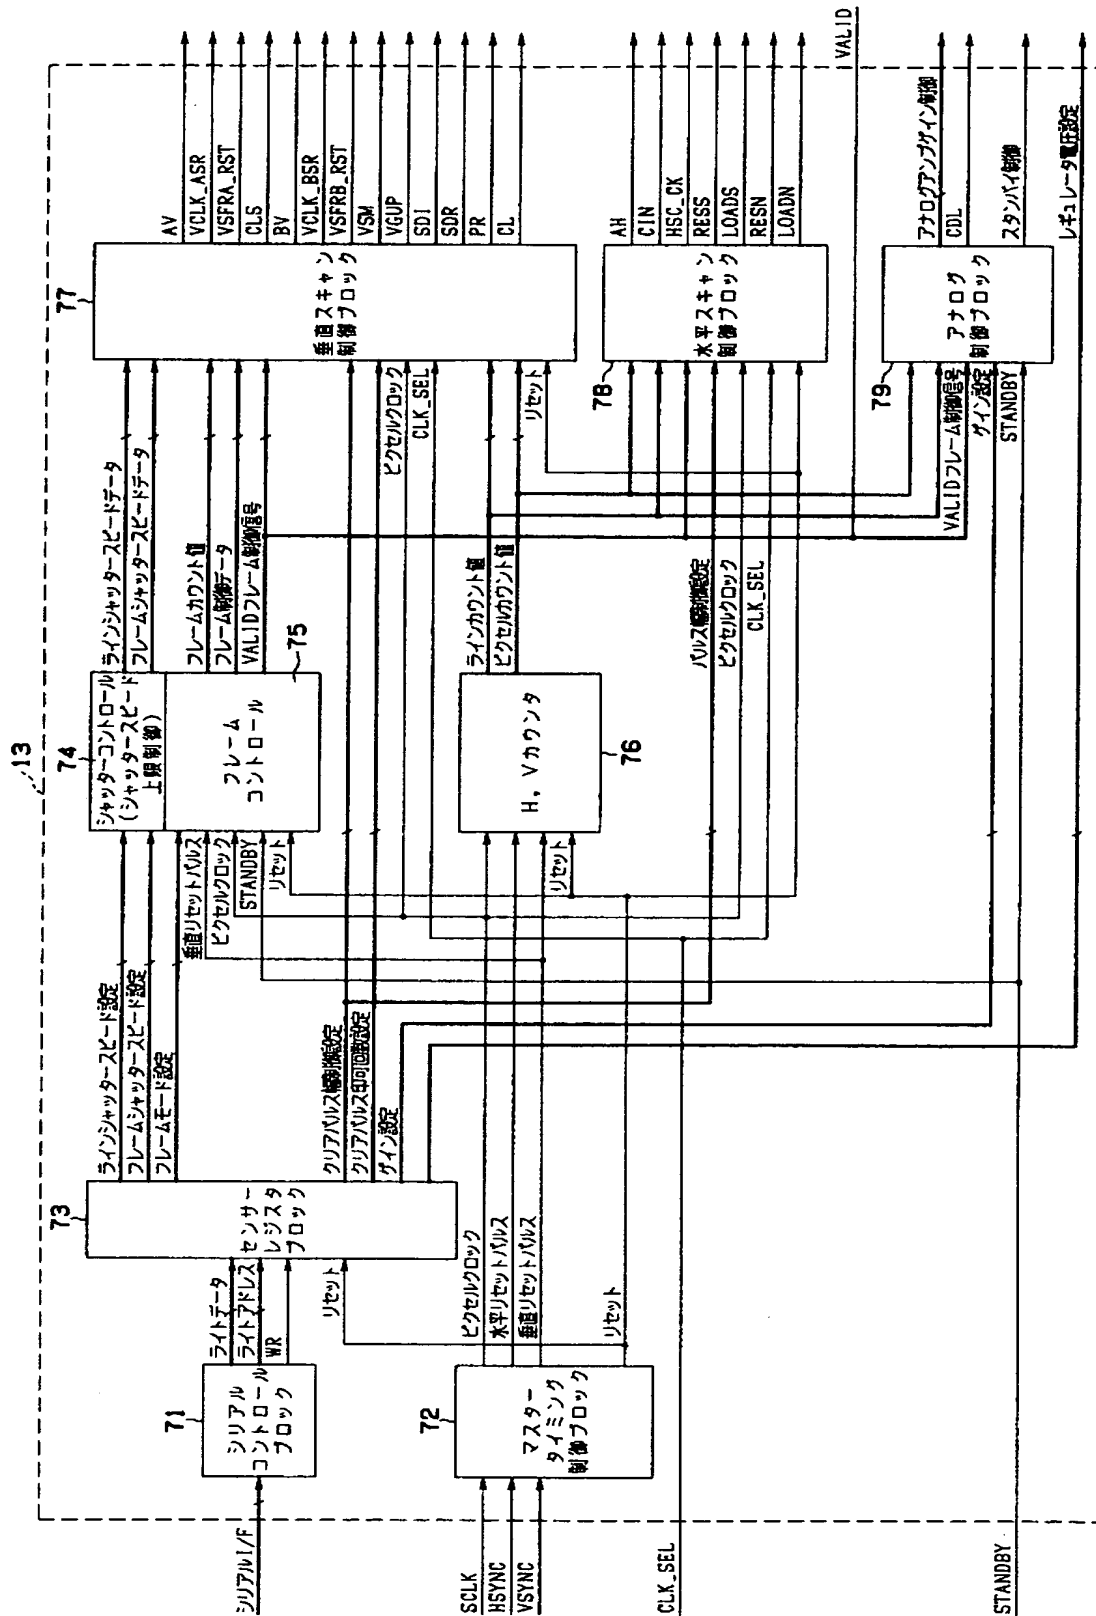 13
シリアルI/F
SCLK
HSYNC
VSYNC
CLK_SEL
STANDBY
71
シリアル
コントロール
ブロック
ライトデータ
ライトアドレス
WR
72
マスター
タイミング
制御ブロック
ピクセルクロック
水平リセットパルス
垂直リセットパルス
リセット
リセット
73
センサー
レジスタ
ブロック
ラインシャッタースピード設定
フレームシャッタースピード設定
フレームモード設定
クリアパルス幅制御設定
クリアパルス印可回数設定
ゲイン設定
74
シャッターコントロール
(シャッタースピード
上限制御)
フレーム
コントロール
75
垂直リセットパルス
ピクセルクロック
STANDBY
リセット
ラインシャッタースピードデータ
フレームシャッタースピードデータ
フレームカウント値
フレーム制御データ
VALIDフレーム制御信号
H, Vカウンタ
76
リセット
ラインカウント値
ピクセルカウント値
パルス幅制御設定
ピクセルクロック
CLK_SEL
77
垂直スキャン
制御ブロック
ピクセルクロック
CLK_SEL
リセット
AV
VCLK_ASR
VSFRA_RST
CLS
BV
VCLK_BSR
VSFRB_RST
VSM
VGUP
SDI
SDR
PR
CL
78
水平スキャン
制御ブロック
AH
CIN
HSC_CK
RESS
LOADS
RESN
LOADN
VALID
79
アナログ
制御ブロック
VALIDフレーム制御信号
ゲイン設定
STANDBY
アナログアンプゲイン制御
CDL
スタンバイ制御
レギュレータ電圧設定